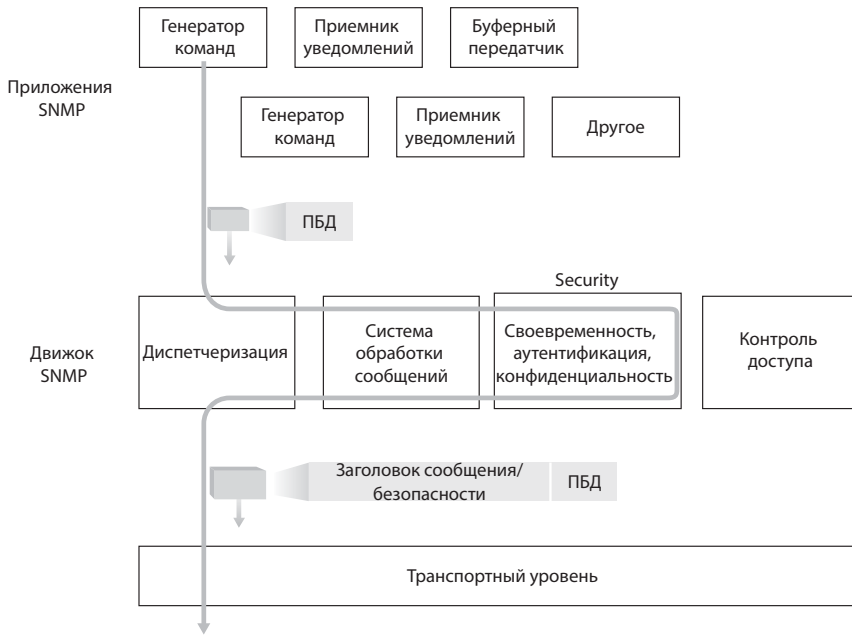 Генератор
команд
Приемник
уведомлений
Буферный
передатчик
Приложения
SNMP
Генератор
команд
Приемник
уведомлений
Другое
ПБД
Security
Движок
SNMP
Диспетчеризация
Система
обработки
сообщений
Своевременность,
аутентификация,
конфиденциальность
Контроль
доступа
Заголовок сообщения/
безопасности
ПБД
Транспортный уровень